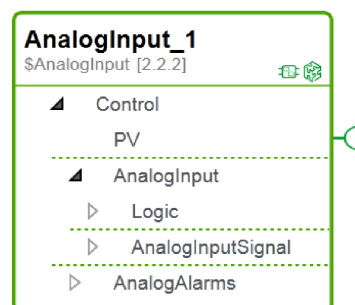 AnalogInput_1
$AnalogInput [2.2.2]
Control
PV
AnalogInput
Logic
AnalogInputSignal
AnalogAlarms